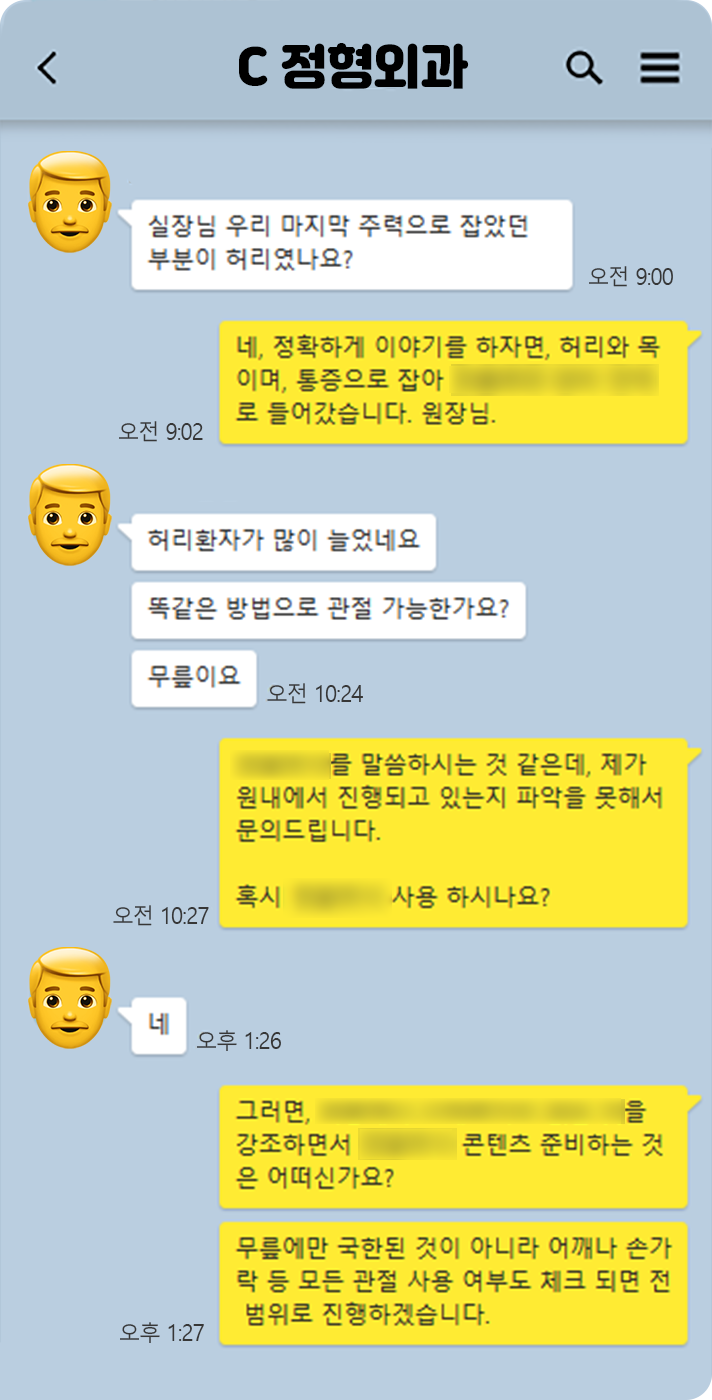 C 정형외과
실장님 우리 마지막 주력으로 잡았던
부분이 허리였나요?
오전 9:00
네, 정확하게 이야기를 하자면, 허리와 목
이며, 통증으로 잡아
로 들어갔습니다. 원장님.
오전 9:02
허리환자가 많이 늘었네요
똑같은 방법으로 관절 가능한가요?
무릎이요
오전 10:24
를 말씀하시는 것 같은데, 제가
원내에서 진행되고 있는지 파악을 못해서
문의드립니다.
혹시 사용 하시나요?
오전 10:27
네
오후 1:26
그러면, 을
강조하면서 콘텐츠 준비하는 것
은 어떠신가요?
무릎에만 국한된 것이 아니라 어깨나 손가
락 등 모든 관절 사용 여부도 체크 되면 전
범위로 진행하겠습니다.
오후 1:27